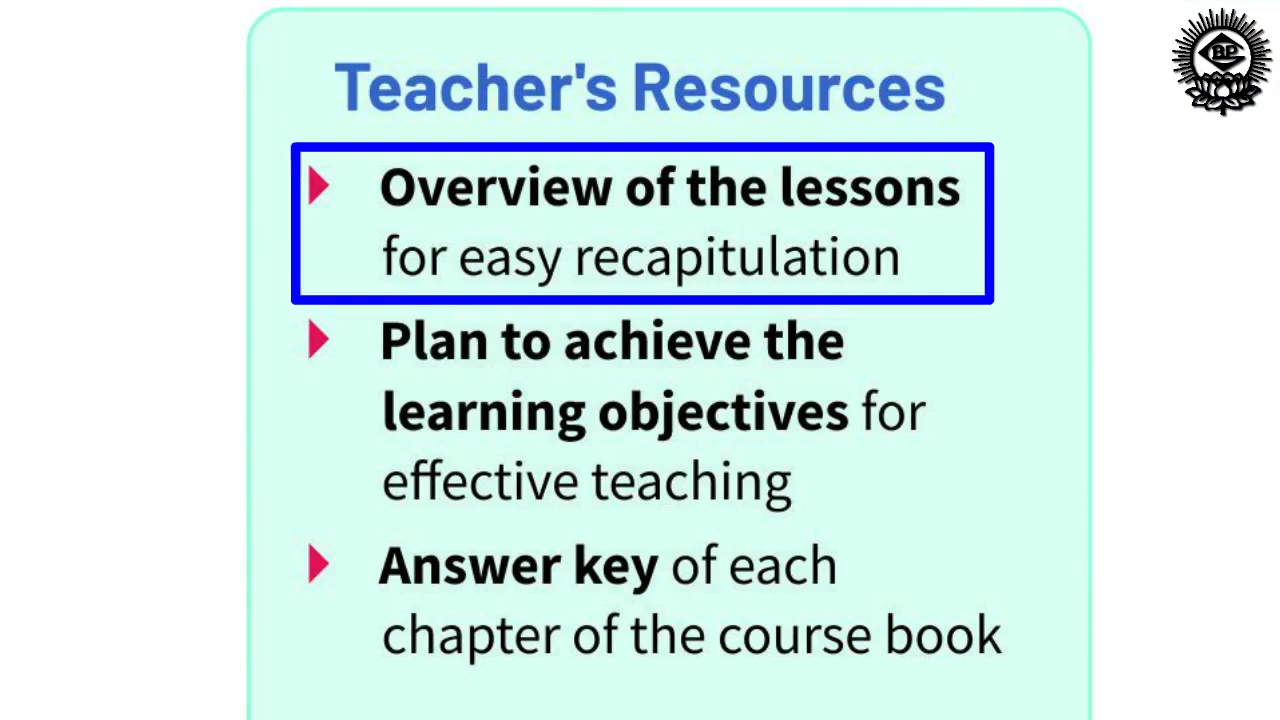 BP
Teacher's Resources
Overview of the lessons
for easy recapitulation
Plan to achieve the
learning objectives for
effective teaching
Answer key of each
chapter of the course book